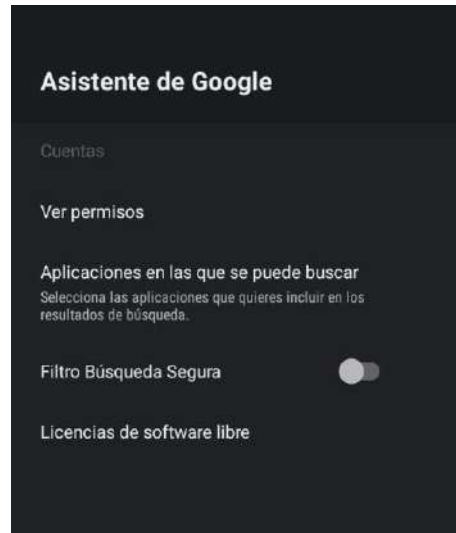 Asistente de Google
Cuentas
Ver permisos
Aplicaciones en las que se puede buscar
Selecciona las aplicaciones que quieres incluir en los
resultados de búsqueda.
Filtro Búsqueda Segura
Licencias de software libre